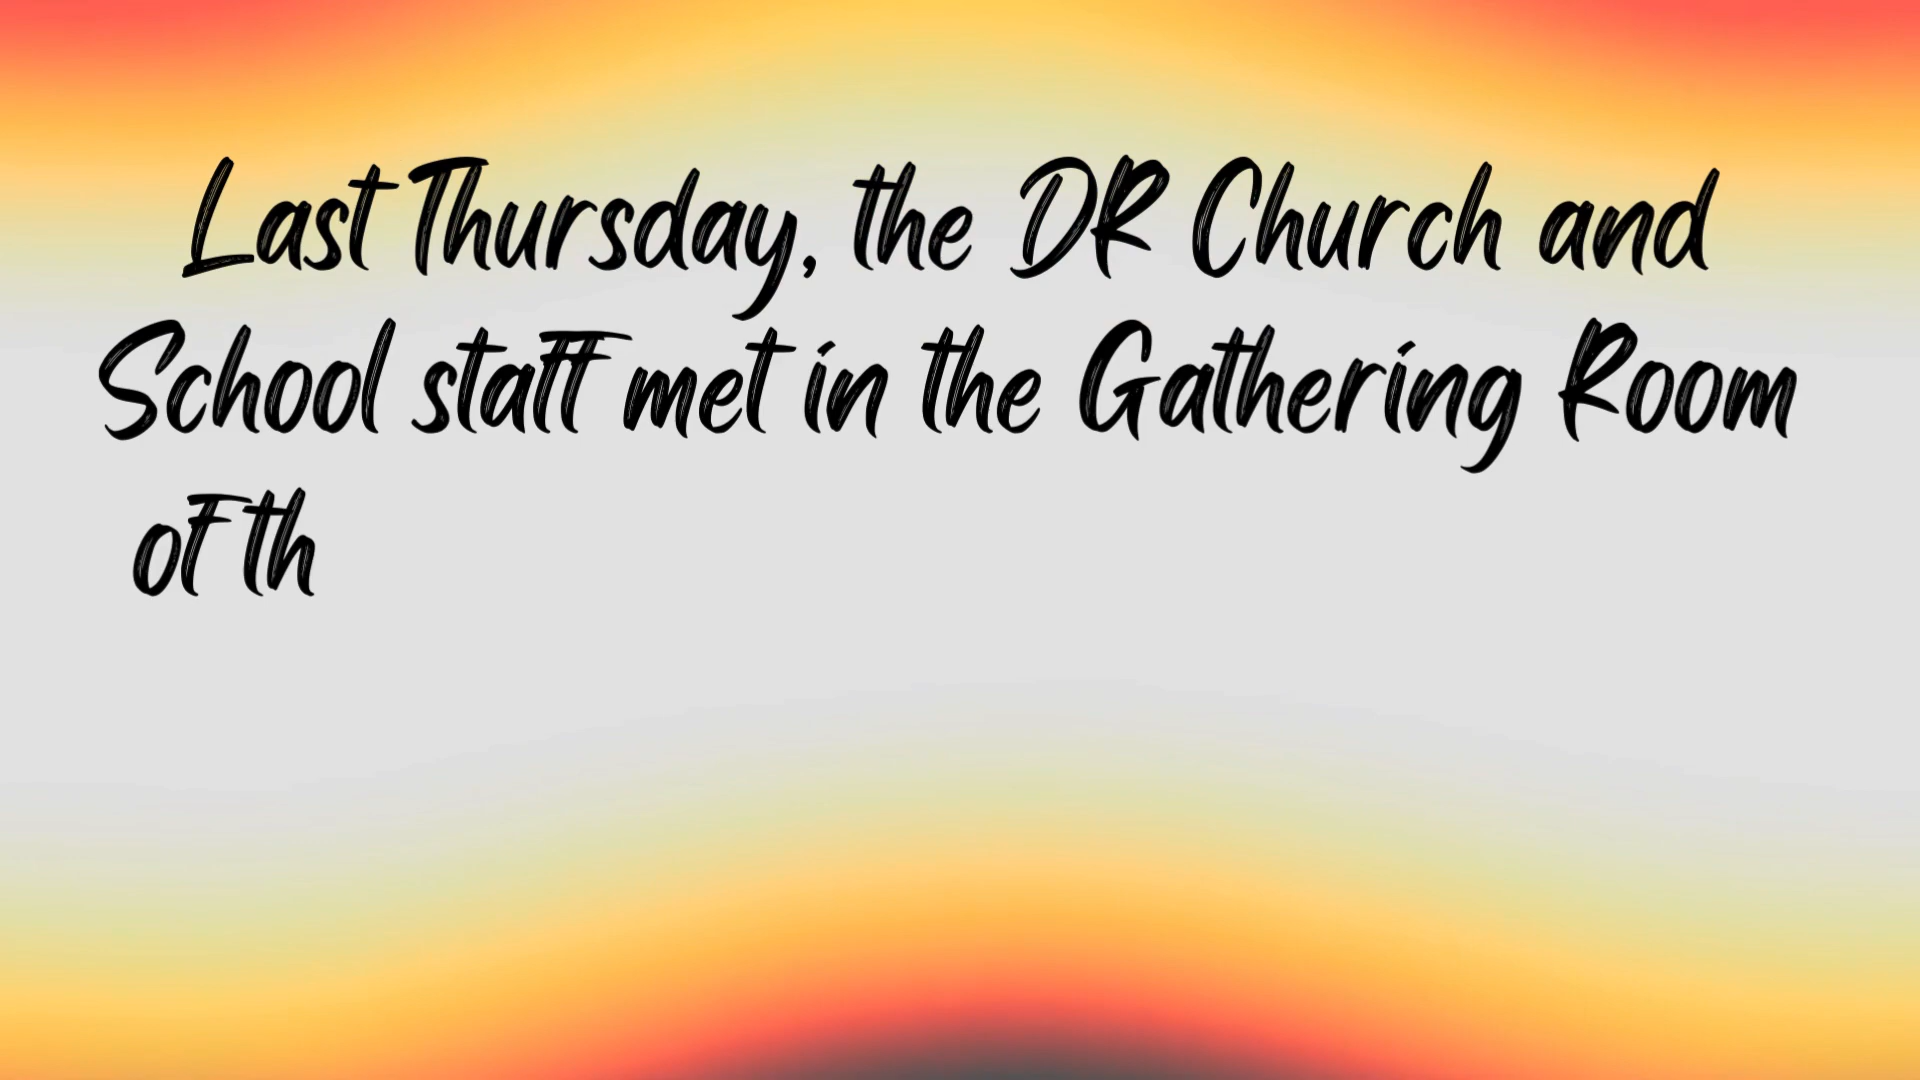 Last Thursday, the DR Church and
School staff met in the Gathering Room
of th